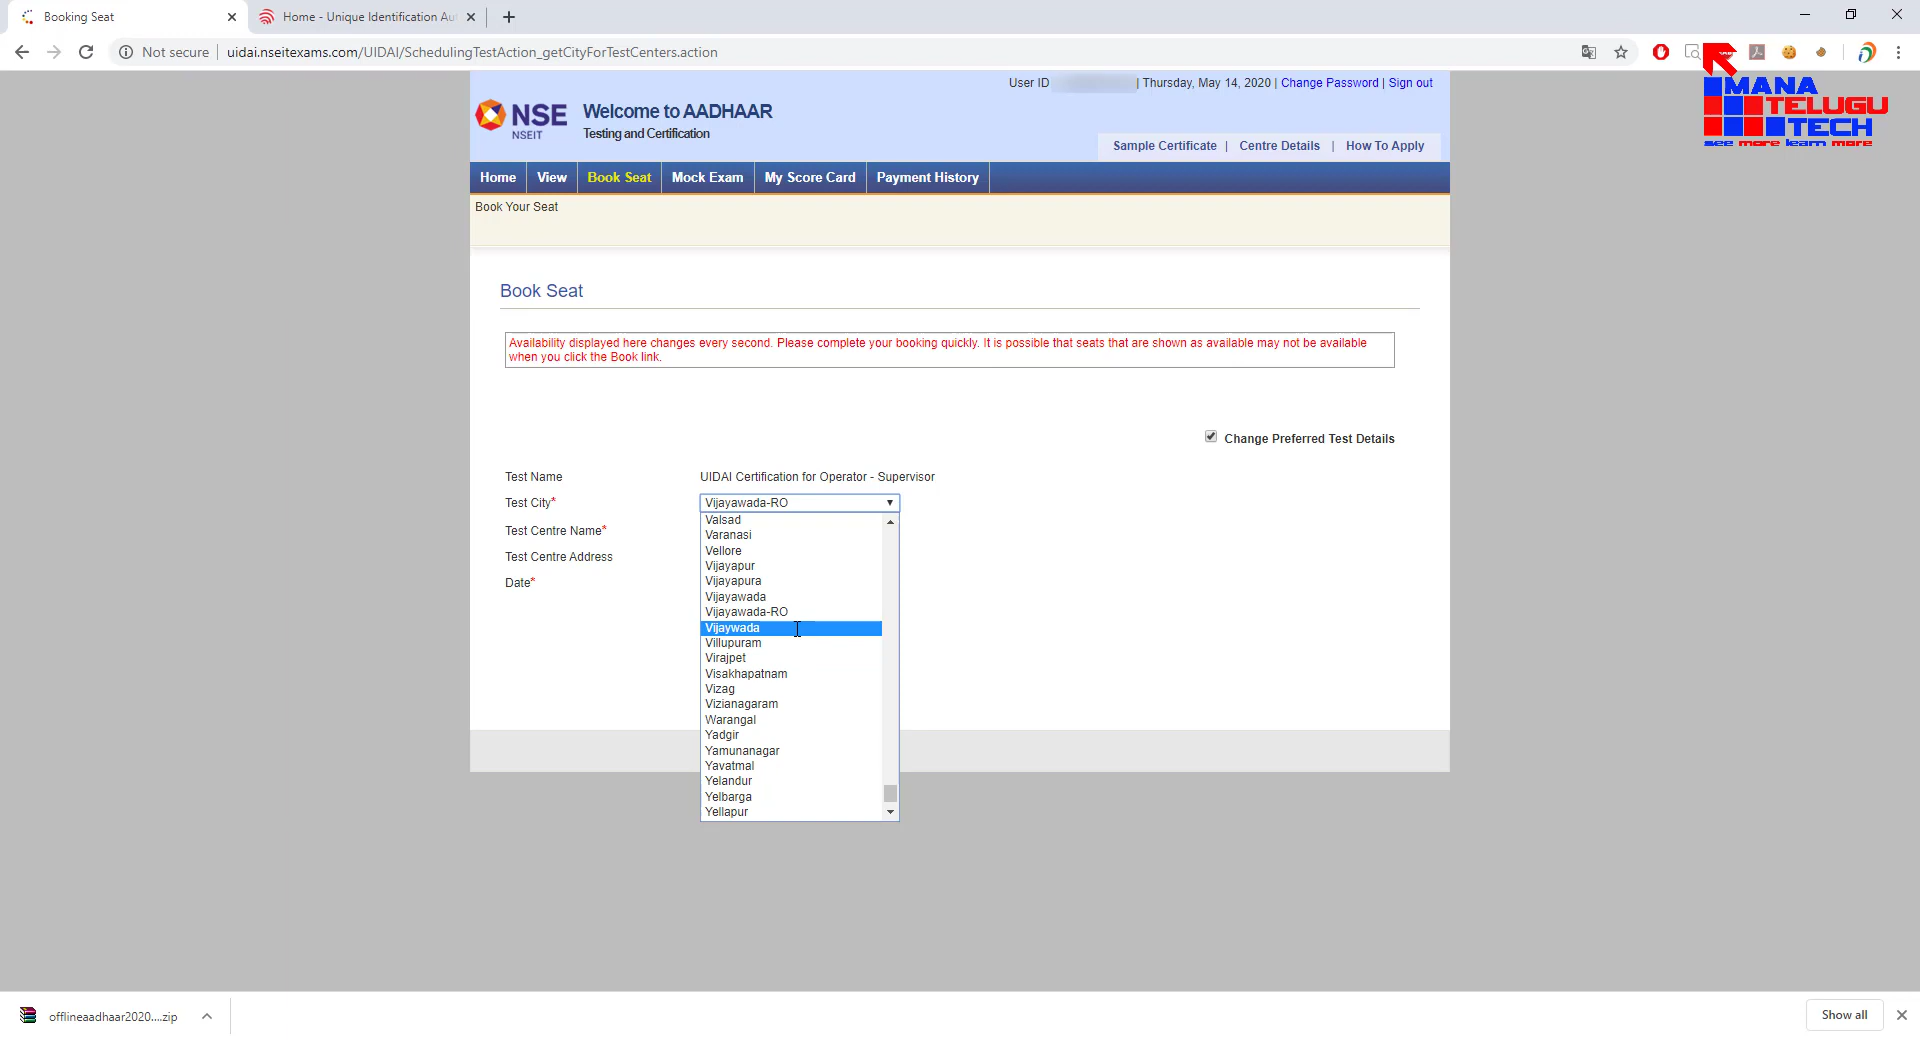 Booking Seat
Home - Unique Identification Au
Not secure
uidai.nseitexams.com/UIDAI/SchedulingTestAction_getCityForTestCenters.action
MANA
TELUGU
TECH
see more learn more
User ID | Thursday, May 14, 2020 | Change Password | Sign out
NSE
NSEIT
Welcome to AADHAAR
Testing and Certification
Sample Certificate | Centre Details | How To Apply
Home View Book Seat Mock Exam My Score Card Payment History
Book Your Seat
Book Seat
Availability displayed here changes every second. Please complete your booking quickly. It is possible that seats that are shown as available may not be available
when you click the Book link.
Change Preferred Test Details
Test Name UIDAI Certification for Operator - Supervisor
Test City* Vijayawada-RO
Test Centre Name*
Test Centre Address
Date*
Valsad
Varanasi
Vellore
Vijayapur
Vijayapura
Vijayawada
Vijayawada-RO
Vijaywada
Villupuram
Virajpet
Visakhapatnam
Vizag
Vizianagaram
Warangal
Yadgir
Yamunanagar
Yavatmal
Yelandur
Yelbarga
Yellapur
offlineaadhaar2020....zip
Show all